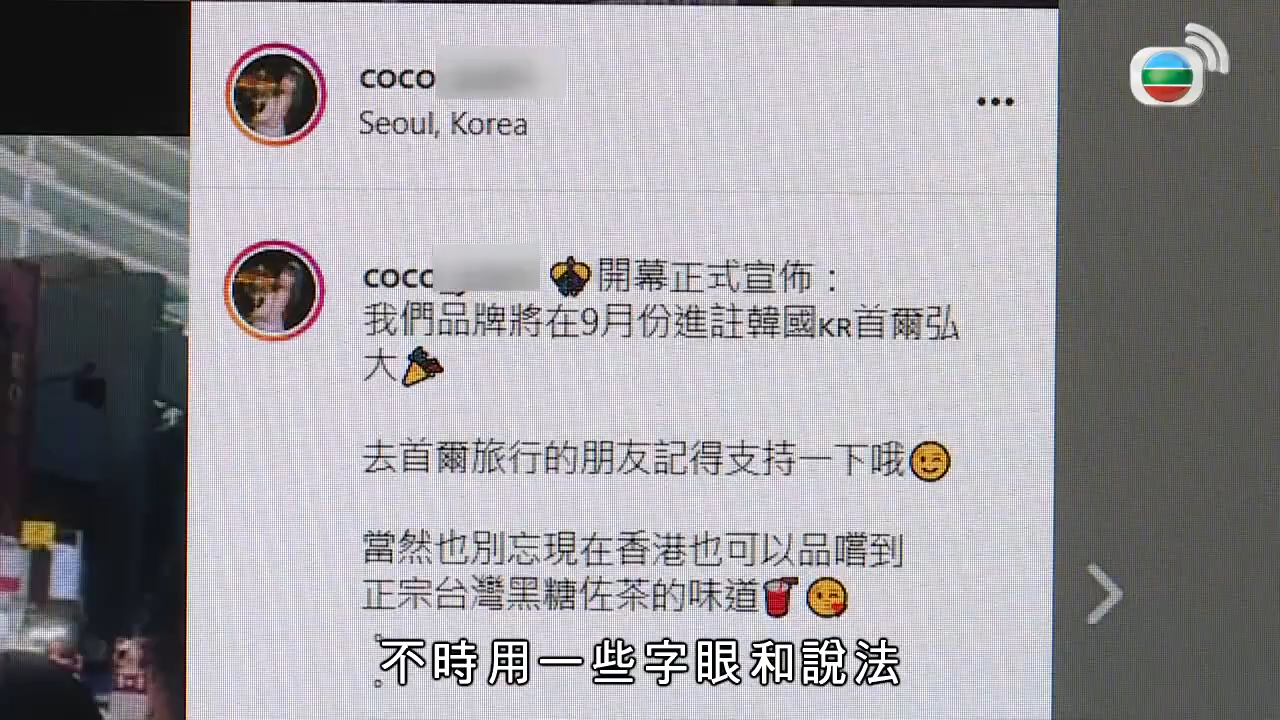 coco
Seoul, Korea
coco 開幕正式宣佈：
我們品牌將在9月份進註韓國KR首爾弘
大🎉
去首爾旅行的朋友記得支持一下哦😉
當然也別忘現在香港也可以品嚐到
正宗台灣黑糖佐茶的味道🥤😘
不時用一些字眼和說法